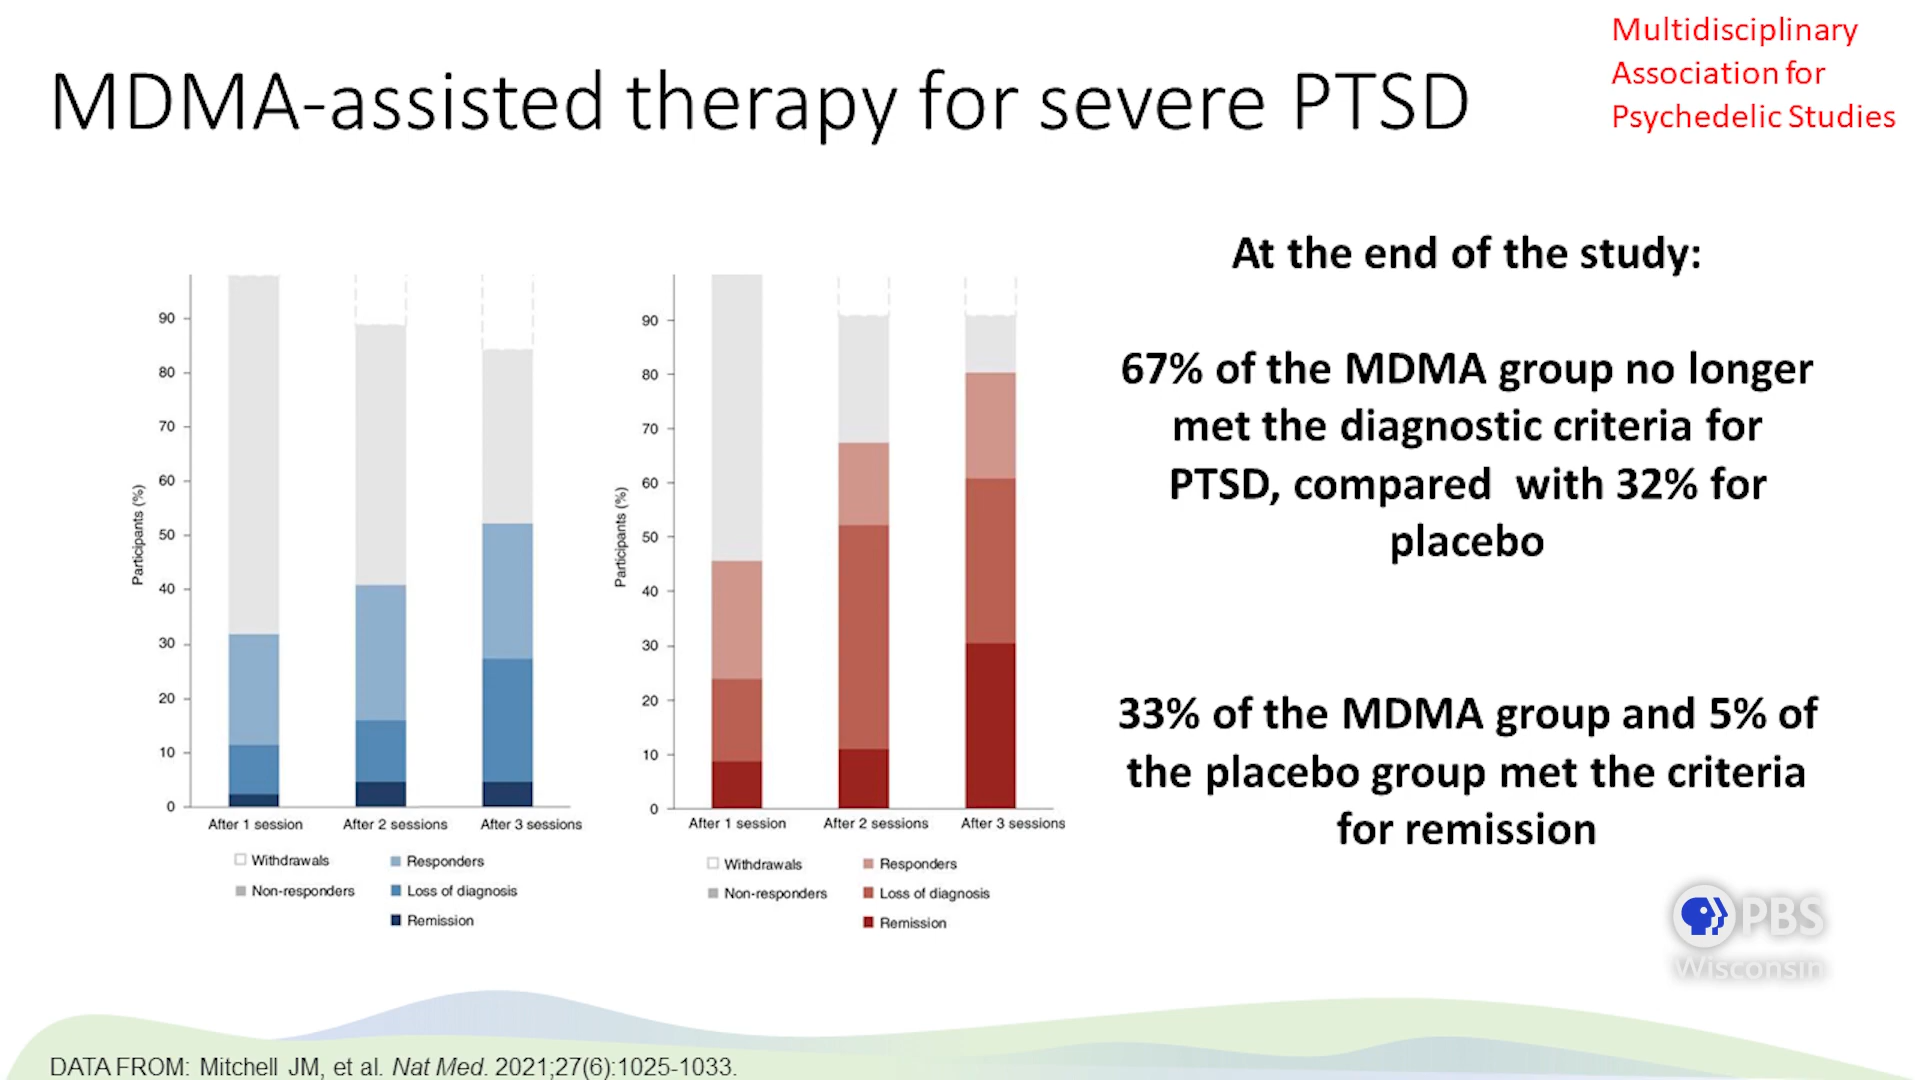 Multidisciplinary
Association for
Psychedelic Studies
MDMA-assisted therapy for severe PTSD
At the end of the study:
67% of the MDMA group no longer
met the diagnostic criteria for
PTSD, compared with 32% for
placebo
33% of the MDMA group and 5% of
the placebo group met the criteria
for remission
Participants (%)
90
80
70
60
50
40
30
20
10
0
After 1 session After 2 sessions After 3 sessions
Withdrawals Responders
Non-responders Loss of diagnosis
Remission
Participants (%)
90
80
70
60
50
40
30
20
10
0
After 1 session After 2 sessions After 3 sessions
Withdrawals Responders
Non-responders Loss of diagnosis
Remission
PBS
Wisconsin
DATA FROM: Mitchell JM, et al. Nat Med. 2021;27(6):1025-1033.